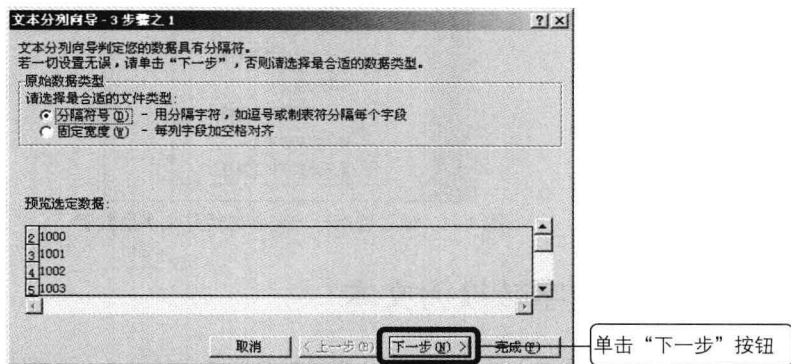 文本分列向导 - 3 步骤之 1
文本分列向导判定您的数据具有分隔符。
若一切设置无误，请单击“下一步”，否则请选择最合适的数据类型。
原始数据类型
请选择最合适的文件类型:
分隔符号(D) - 用分隔字符，如逗号或制表符分隔每个字段
固定宽度(W) - 每列字段加空格对齐
预览选定数据:
2 1000
3 1001
4 1002
5 1003
取消 < 上一步(B) 下一步(N) > 完成(F) 单击“下一步”按钮